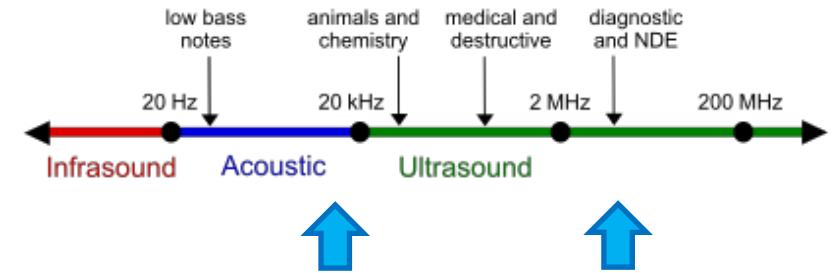 low bass
notes
animals and
chemistry
medical and
destructive
diagnostic
and NDE
20 Hz
20 kHz
2 MHz
200 MHz
Infrasound
Acoustic
Ultrasound